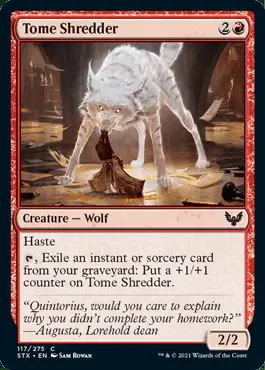 Tome Shredder 2
Creature — Wolf
Haste
, Exile an instant or sorcery card
from your graveyard: Put a +1/+1
counter on Tome Shredder.
“Quintorius, would you care to explain
why you didn’t complete your homework?”
—Augusta, Lorehold dean
2/2
117/275 C
STX • EN SAM ROWAN
™ & © 2021 Wizards of the Coast